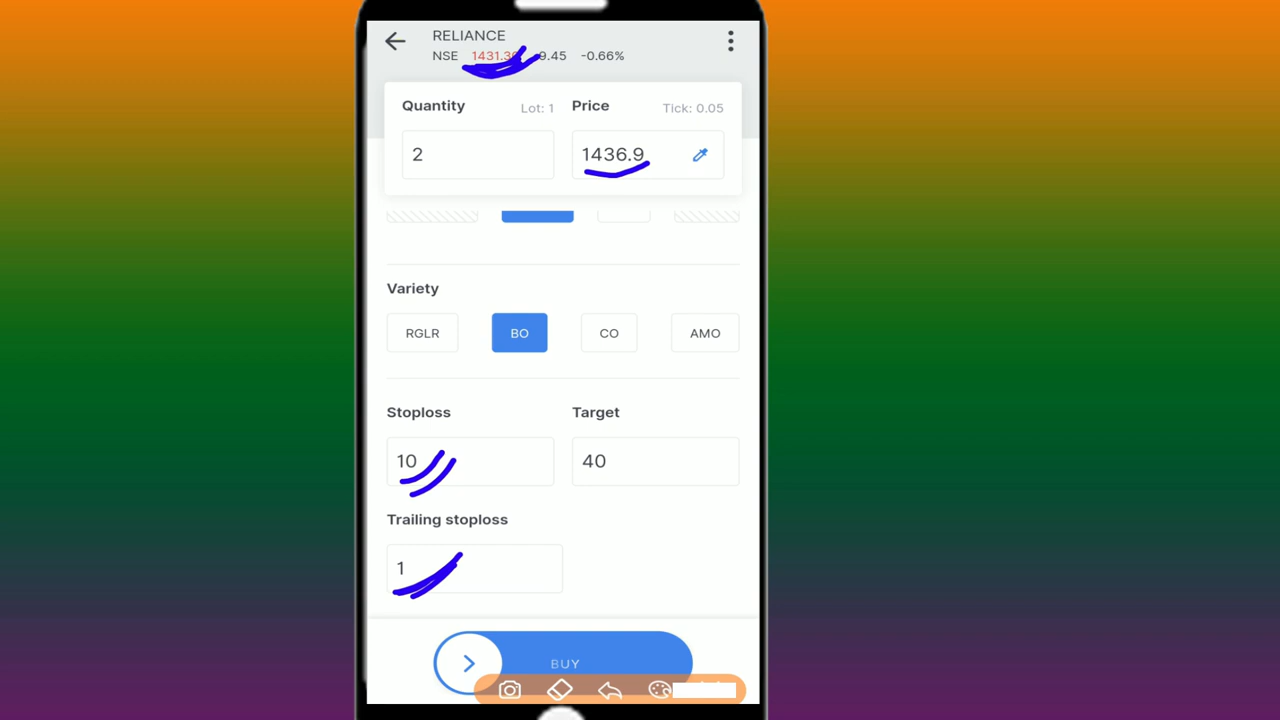 RELIANCE
NSE 9.45 -0.66%
Quantity Lot: 1 Price Tick: 0.05
2 1436.9
Variety
RGLR BO CO AMO
Stoploss Target
10 40
Trailing stoploss
1
BUY